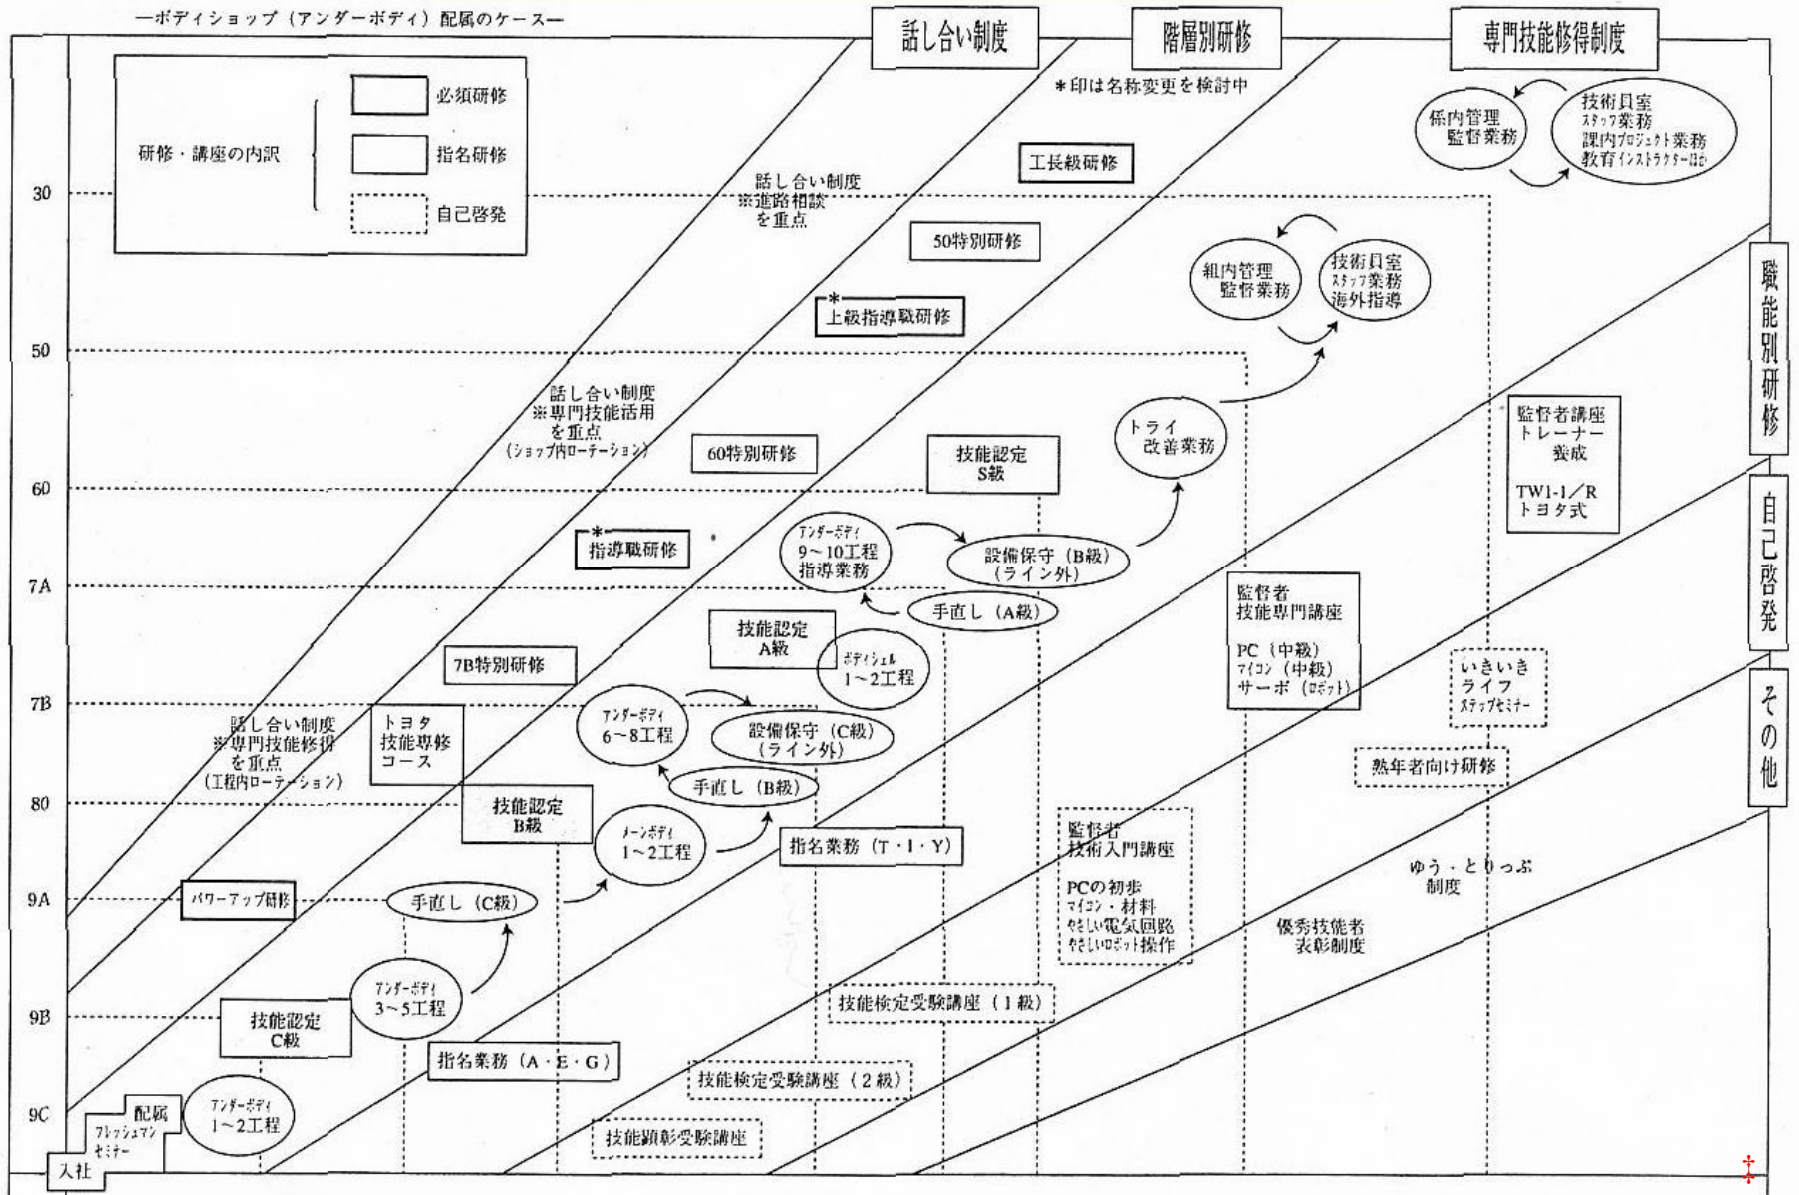 ―ボディショップ（アンダーボディ）配属のケース―
話し合い制度
階層別研修
専門技能修得制度
研修・講座の内訳
必須研修
指名研修
自己啓発
＊印は名称変更を検討中
係内管理
監督業務
技術員室
スタッフ業務
課内プロジェクト業務
教育インストラクターほか
工長級研修
30
話し合い制度
※進路相談
を重点
50特別研修
組内管理
監督業務
技術員室
スタッフ業務
海外指導
職能別研修
＊
上級指導職研修
50
話し合い制度
※専門技能活用
を重点
(ショップ内ローテーション)
60特別研修
技能認定
S級
トライ
改善業務
監督者講座
トレーナー
養成
TW1-1／R
トヨタ式
60
自己啓発
＊
指導職研修
アンダーボディ
9～10工程
指導業務
設備保守（B級）
(ライン外)
7A
手直し（A級）
監督者
技能専門講座
PC（中級）
マイコン（中級）
サーボ（ロボット）
技能認定
A級
ボディシェル
1～2工程
7B特別研修
いきいき
ライフ
ステップセミナー
その他
7B
話し合い制度
※専門技能修得
を重点
(工程内ローテーション)
トヨタ
技能専修
コース
アンダーボディ
6～8工程
設備保守（C級）
(ライン外)
熟年者向け研修
手直し（B級）
80
技能認定
B級
メーンボディ
1～2工程
指名業務（T・I・Y）
監督者
技術入門講座
PCの初歩
マイコン・材料
やさしい電気回路
やさしいロボット操作
ゆう・とりっぷ
制度
9A
パワーアップ研修
手直し（C級）
優秀技能者
表彰制度
アンダーボディ
3～5工程
技能検定受験講座（1級）
9B
技能認定
C級
指名業務（A・E・G）
技能検定受験講座（2級）
9C
配属
フレッシュマン
セミナー
アンダーボディ
1～2工程
技能顕彰受験講座
入社